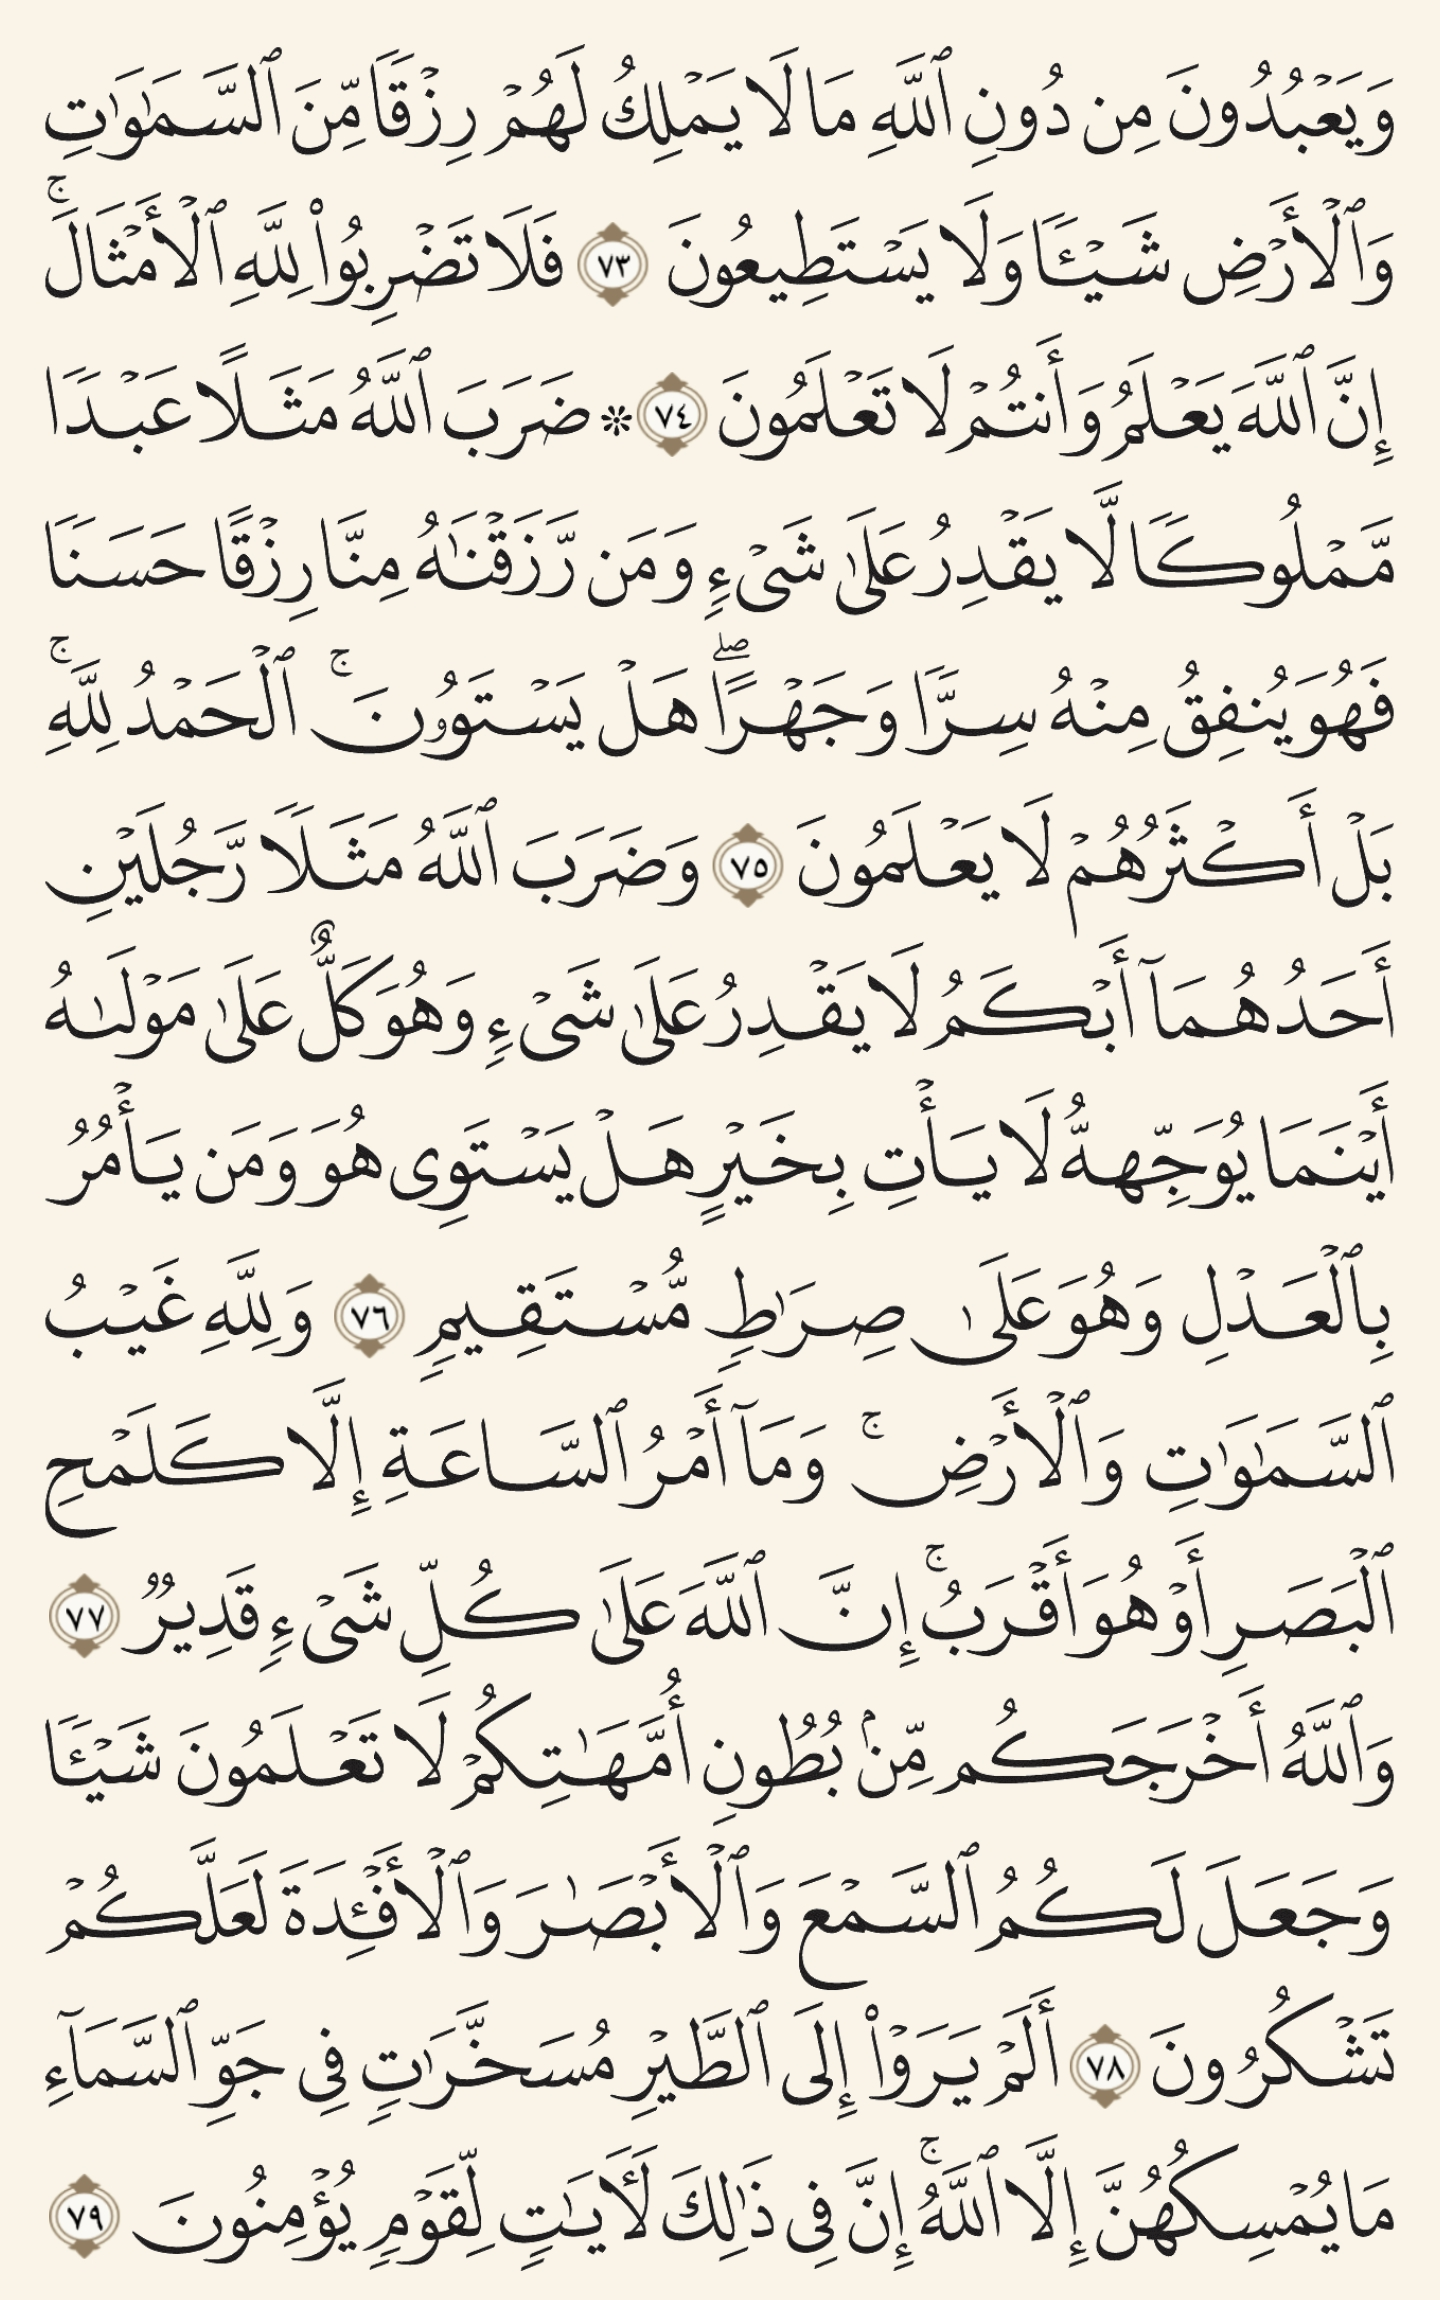 وَيَعْبُدُونَ مِن دُونِ ٱللَّهِ مَا لَا يَمْلِكُ لَهُمْ رِزْقًا مِّنَ ٱلسَّمَٰوَٰتِ
وَٱلْأَرْضِ شَيْـًٔا وَلَا يَسْتَطِيعُونَ ٧٣ فَلَا تَضْرِبُوا۟ لِلَّهِ ٱلْأَمْثَالَ ۚ
إِنَّ ٱللَّهَ يَعْلَمُ وَأَنتُمْ لَا تَعْلَمُونَ ٧٤ ۞ ضَرَبَ ٱللَّهُ مَثَلًا عَبْدًا
مَّمْلُوكًا لَّا يَقْدِرُ عَلَىٰ شَىْءٍ وَمَن رَّزَقْنَٰهُ مِنَّا رِزْقًا حَسَنًا
فَهُوَ يُنفِقُ مِنْهُ سِرًّا وَجَهْرًا ۖ هَلْ يَسْتَوُۥنَ ۚ ٱلْحَمْدُ لِلَّهِ ۚ
بَلْ أَكْثَرُهُمْ لَا يَعْلَمُونَ ٧٥ وَضَرَبَ ٱللَّهُ مَثَلًا رَّجُلَيْنِ
أَحَدُهُمَآ أَبْكَمُ لَا يَقْدِرُ عَلَىٰ شَىْءٍ وَهُوَ كَلٌّ عَلَىٰ مَوْلَىٰهُ
أَيْنَمَا يُوَجِّههُّ لَا يَأْتِ بِخَيْرٍ هَلْ يَسْتَوِى هُوَ وَمَن يَأْمُرُ
بِٱلْعَدْلِ وَهُوَ عَلَىٰ صِرَٰطٍ مُّسْتَقِيمٍ ٧٦ وَلِلَّهِ غَيْبُ
ٱلسَّمَٰوَٰتِ وَٱلْأَرْضِ ۚ وَمَآ أَمْرُ ٱلسَّاعَةِ إِلَّا كَلَمْحِ
ٱلْبَصَرِ أَوْ هُوَ أَقْرَبُ ۚ إِنَّ ٱللَّهَ عَلَىٰ كُلِّ شَىْءٍ قَدِيرٌ ٧٧
وَٱللَّهُ أَخْرَجَكُم مِّنۢ بُطُونِ أُمَّهَٰتِكُمْ لَا تَعْلَمُونَ شَيْـًٔا
وَجَعَلَ لَكُمُ ٱلسَّمْعَ وَٱلْأَبْصَٰرَ وَٱلْأَفْـِٔدَةَ لَعَلَّكُمْ
تَشْكُرُونَ ٧٨ أَلَمْ يَرَوْا۟ إِلَى ٱلطَّيْرِ مُسَخَّرَٰتٍ فِى جَوِّ ٱلسَّمَآءِ
مَا يُمْسِكُهُنَّ إِلَّا ٱللَّهُ ۚ إِنَّ فِى ذَٰلِكَ لَـَٔايَٰتٍ لِّقَوْمٍ يُؤْمِنُونَ ٧٩